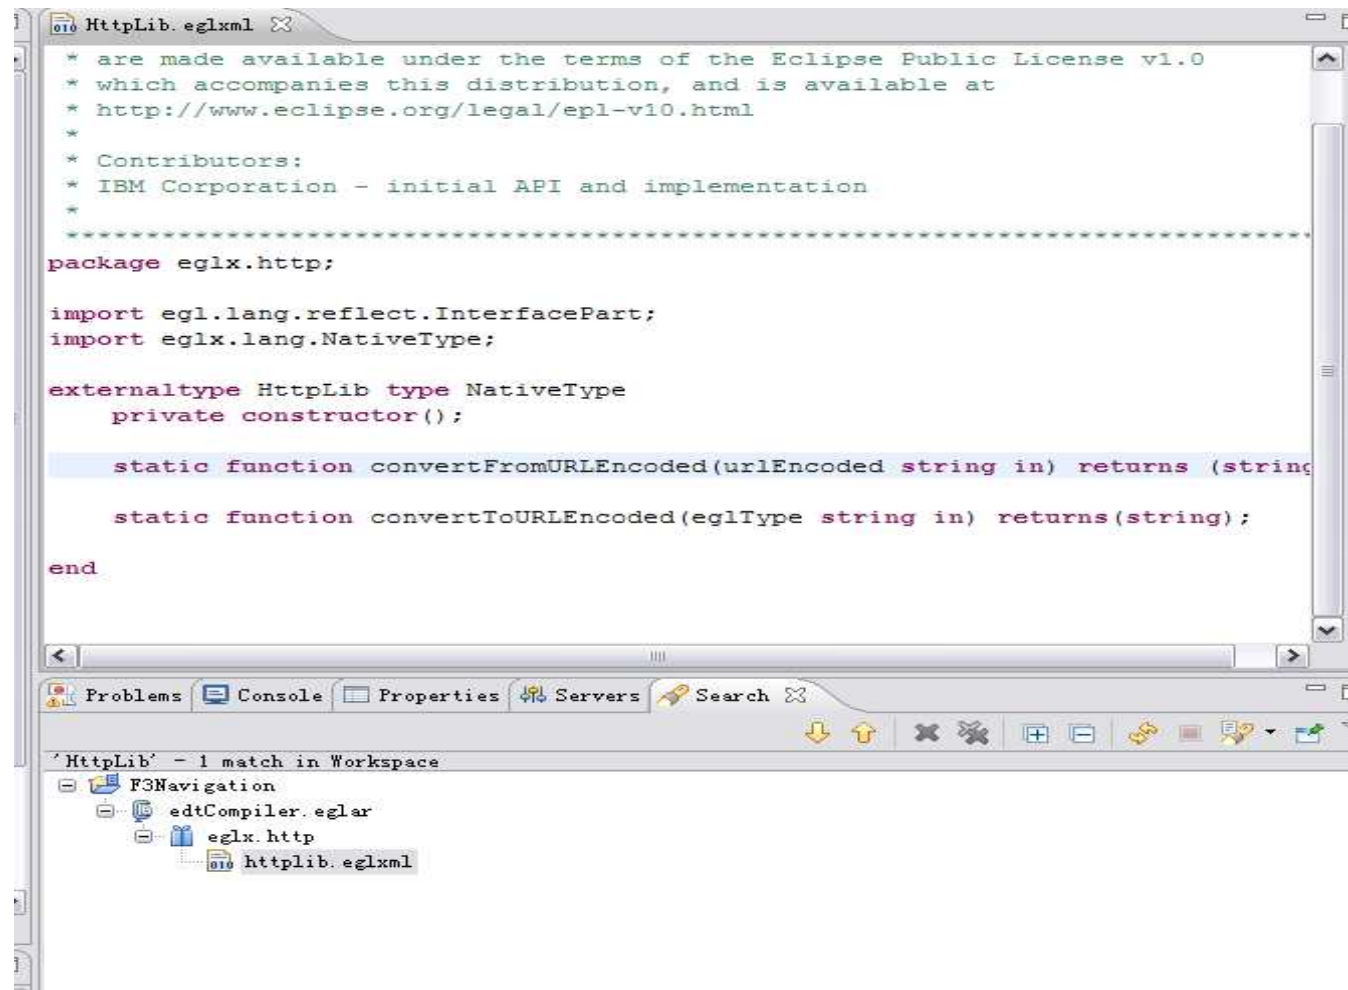 HttpLib.eglxml
 * are made available under the terms of the Eclipse Public License v1.0
 * which accompanies this distribution, and is available at
 * http://www.eclipse.org/legal/epl-v10.html
 *
 * Contributors:
 * IBM Corporation - initial API and implementation
 *
 *******************************************************************************
package eglx.http;
import egl.lang.reflect.InterfacePart;
import eglx.lang.NativeType;
externaltype HttpLib type NativeType
    private constructor();
    static function convertFromURLEncoded(urlEncoded string in) returns (string
    static function convertToURLEncoded(eglType string in) returns(string);
end
Problems Console Properties Servers Search
'HttpLib' - 1 match in Workspace
F3Navigation
edtCompiler.eglar
eglx.http
httplib.eglxml